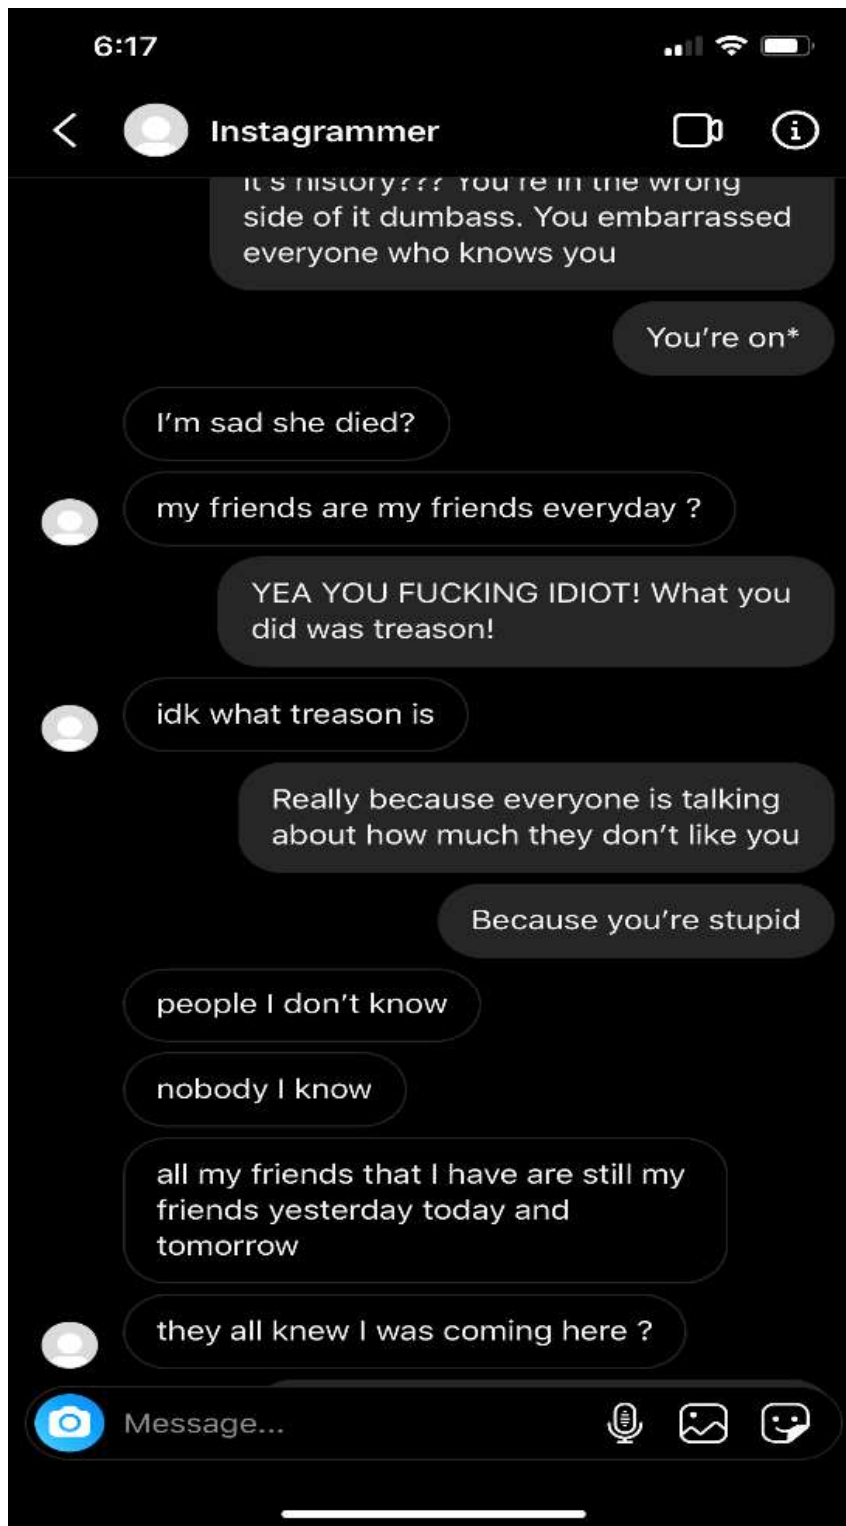 6:17
Instagrammer
It's history??? You're in the wrong
side of it dumbass. You embarrassed
everyone who knows you
You're on*
I'm sad she died?
my friends are my friends everyday ?
YEA YOU FUCKING IDIOT! What you
did was treason!
idk what treason is
Really because everyone is talking
about how much they don't like you
Because you're stupid
people I don't know
nobody I know
all my friends that I have are still my
friends yesterday today and
tomorrow
they all knew I was coming here ?
Message...